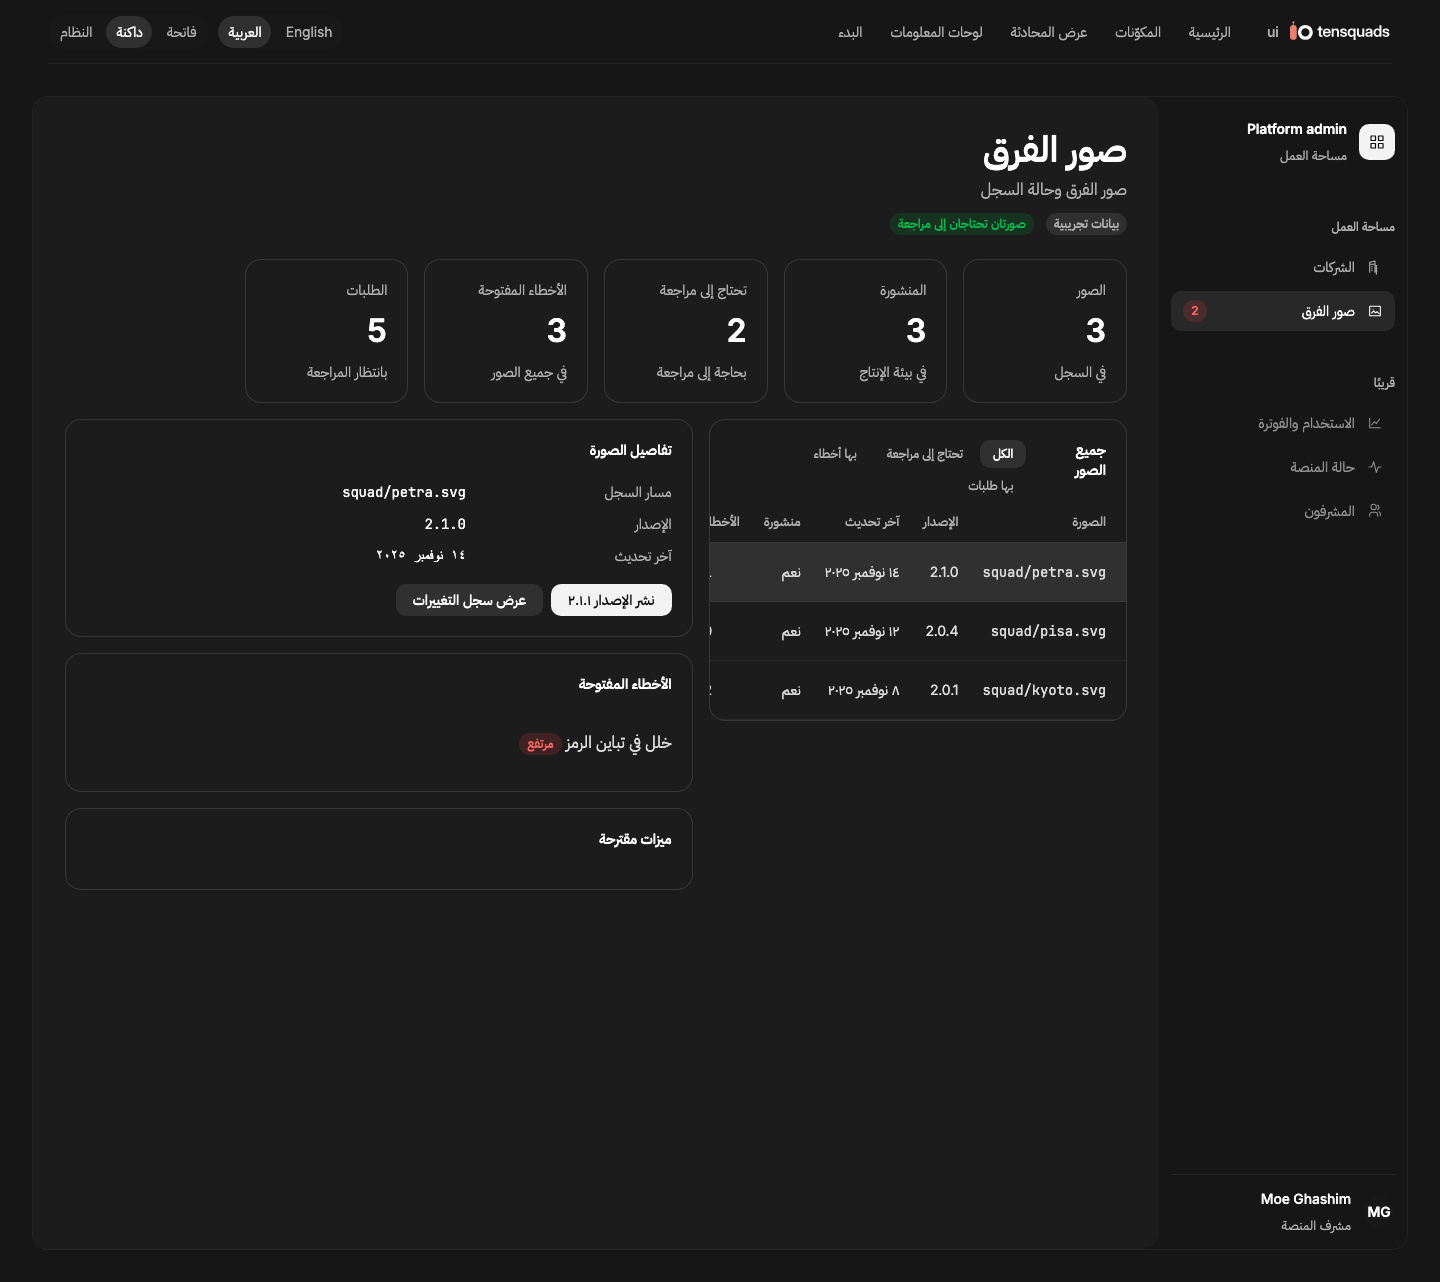 tensquads ui
الرئيسية المكوّنات عرض المحادثة لوحات المعلومات البدء
English العربية
فاتحة داكنة النظام
Platform admin
مساحة العمل
مساحة العمل
الشركات
صور الفرق 2
قريبًا
الاستخدام والفوترة
حالة المنصة
المشرفون
MG
Moe Ghashim
مشرف المنصة
صور الفرق
صور الفرق وحالة السجل
بيانات تجريبية صورتان تحتاجان إلى مراجعة
الصور
3
في السجل
المنشورة
3
في بيئة الإنتاج
تحتاج إلى مراجعة
2
بحاجة إلى مراجعة
الأخطاء المفتوحة
3
في جميع الصور
الطلبات
5
بانتظار المراجعة
جميع
الصور
الكل تحتاج إلى مراجعة بها أخطاء
بها طلبات
الصورة الإصدار آخر تحديث منشورة
squad/petra.svg 2.1.0 ١٤ نوفمبر ٢٠٢٥ نعم
squad/pisa.svg 2.0.4 ١٢ نوفمبر ٢٠٢٥ نعم
squad/kyoto.svg 2.0.1 ٨ نوفمبر ٢٠٢٥ نعم
تفاصيل الصورة
مسار السجل squad/petra.svg
الإصدار 2.1.0
آخر تحديث ١٤ نوفمبر ٢٠٢٥
نشر الإصدار ٢.١.١ عرض سجل التغييرات
الأخطاء المفتوحة
خلل في تباين الرمز مرتفع
ميزات مقترحة